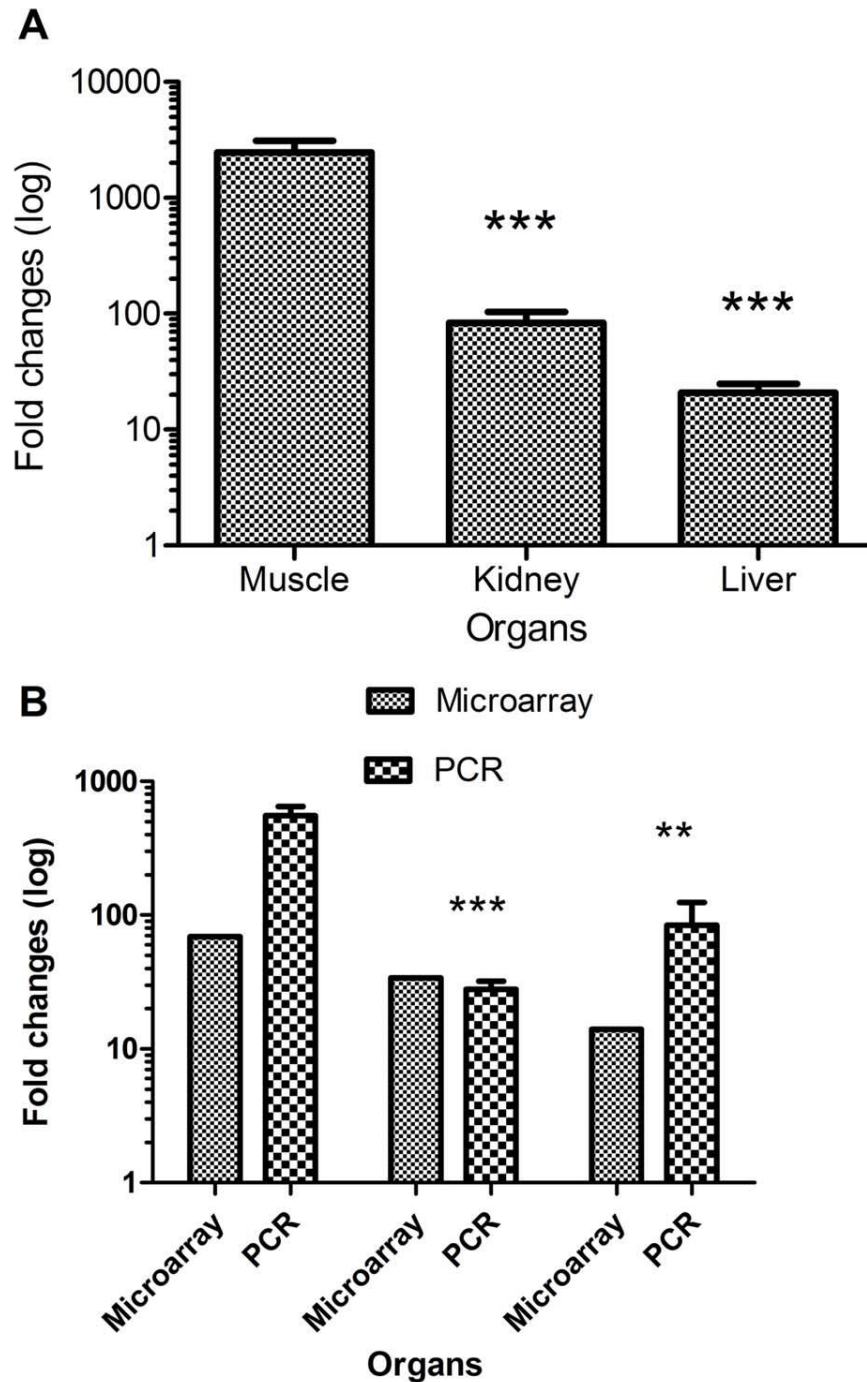 A
Fold changes (log)
10000
1000
100
10
1
***
***
Muscle Kidney Liver
Organs
B
Microarray
PCR
Fold changes (log)
1000
100
10
1
***
**
Microarray PCR Microarray PCR Microarray PCR
Organs